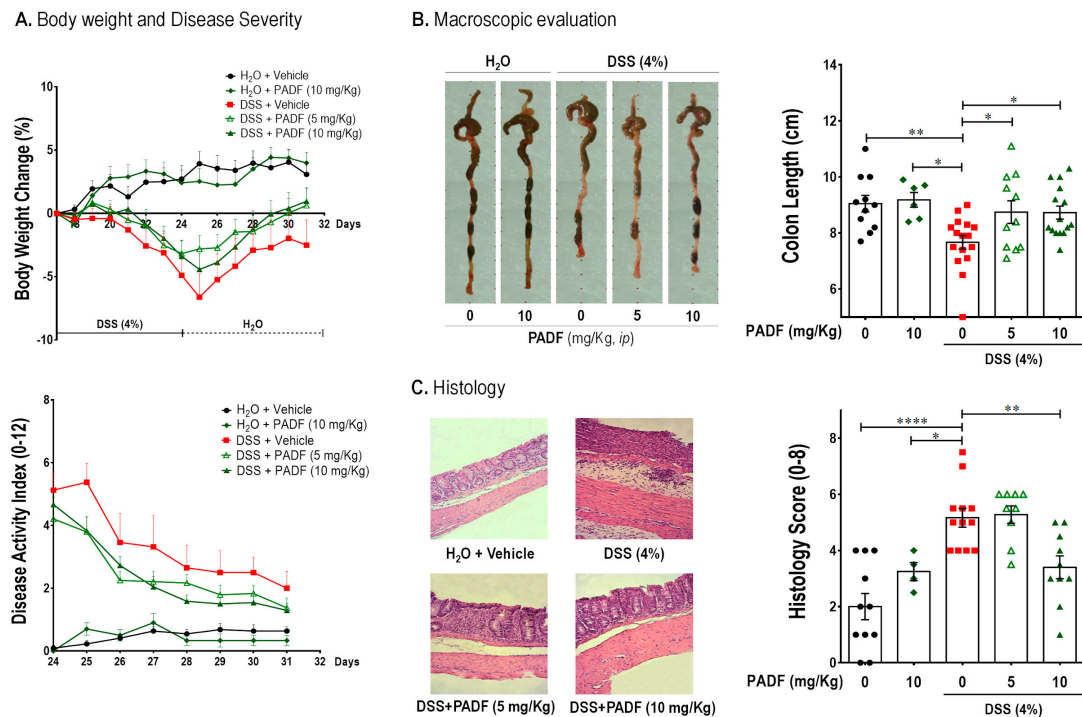 A. Body weight and Disease Severity
Body Weight Change (%)
10
5
0
-5
-10
H2O + Vehicle
H2O + PADF (10 mg/Kg)
DSS + Vehicle
DSS + PADF (5 mg/Kg)
DSS + PADF (10 mg/Kg)
18 20 22 24 26 28 30 32 Days
DSS (4%) H2O
Disease Activity Index (0-12)
8
6
4
2
0
H2O + Vehicle
H2O + PADF (10 mg/Kg)
DSS + Vehicle
DSS + PADF (5 mg/Kg)
DSS + PADF (10 mg/Kg)
24 25 26 27 28 29 30 31 32 Days
B. Macroscopic evaluation
H2O DSS (4%)
0 10 0 5 10
PADF (mg/Kg, ip)
Colon Length (cm)
14
12
10
8
6
** * * *
PADF (mg/Kg) 0 10 0 5 10
DSS (4%)
C. Histology
H2O + Vehicle DSS (4%)
DSS+PADF (5 mg/Kg) DSS+PADF (10 mg/Kg)
Histology Score (0-8)
8
6
4
2
0
**** * **
PADF (mg/Kg) 0 10 0 5 10
DSS (4%)